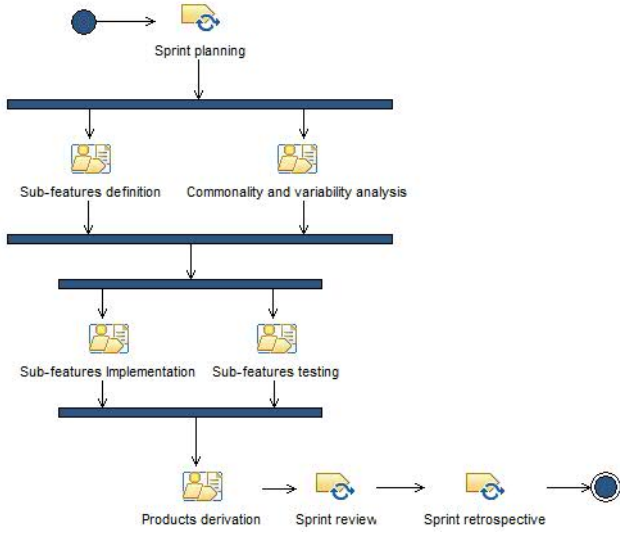 Sprint planning
Sub-features definition
Commonality and variability analysis
Sub-features Implementation
Sub-features testing
Products derivation
Sprint review
Sprint retrospective